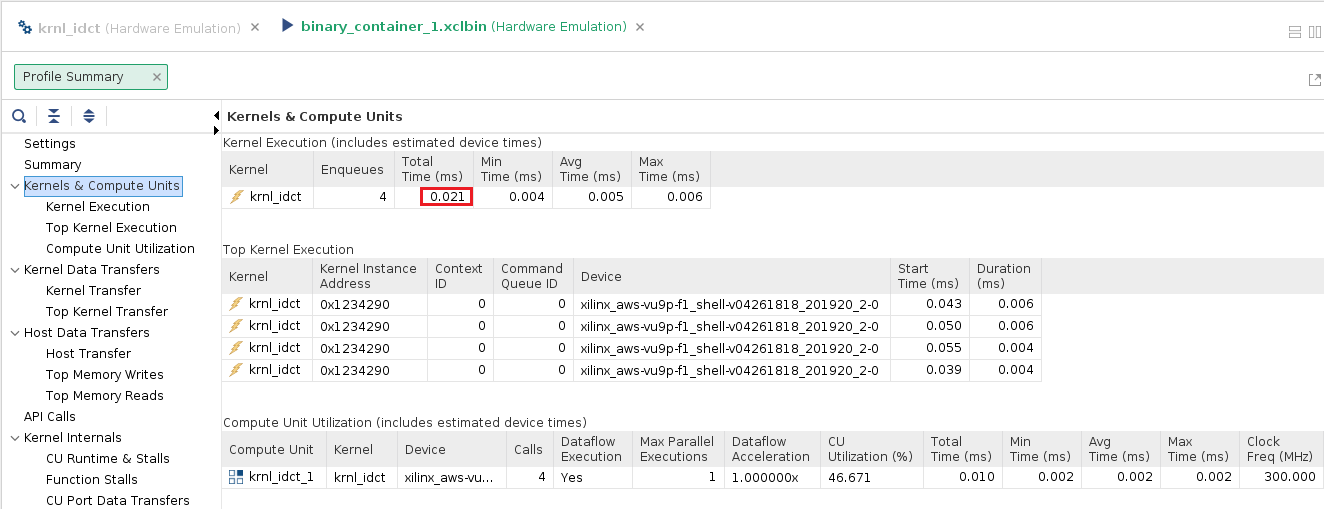 krnl_idct (Hardware Emulation) ×
binary_container_1.xclbin (Hardware Emulation) ×
Profile Summary ×
Settings
Summary
Kernels & Compute Units
Kernel Execution
Top Kernel Execution
Compute Unit Utilization
Kernel Data Transfers
Kernel Transfer
Top Kernel Transfer
Host Data Transfers
Host Transfer
Top Memory Writes
Top Memory Reads
API Calls
Kernel Internals
CU Runtime & Stalls
Function Stalls
CU Port Data Transfers
Kernels & Compute Units
Kernel Execution (includes estimated device times)
Kernel Enqueues Total Time (ms) Min Time (ms) Avg Time (ms) Max Time (ms)
krnl_idct 4 0.021 0.004 0.005 0.006
Top Kernel Execution
Kernel Kernel Instance Address Context ID Command Queue ID Device Start Time (ms) Duration (ms)
krnl_idct 0x1234290 0 0 xilinx_aws-vu9p-f1_shell-v04261818_201920_2-0 0.043 0.006
krnl_idct 0x1234290 0 0 xilinx_aws-vu9p-f1_shell-v04261818_201920_2-0 0.050 0.006
krnl_idct 0x1234290 0 0 xilinx_aws-vu9p-f1_shell-v04261818_201920_2-0 0.055 0.004
krnl_idct 0x1234290 0 0 xilinx_aws-vu9p-f1_shell-v04261818_201920_2-0 0.039 0.004
Compute Unit Utilization (includes estimated device times)
Compute Unit Kernel Device Calls Dataflow Execution Max Parallel Executions Dataflow Acceleration CU Utilization (%) Total Time (ms) Min Time (ms) Avg Time (ms) Max Time (ms) Clock Freq (MHz)
krnl_idct_1 krnl_idct xilinx_aws-vu... 4 Yes 1 1.000000x 46.671 0.010 0.002 0.002 0.002 300.000